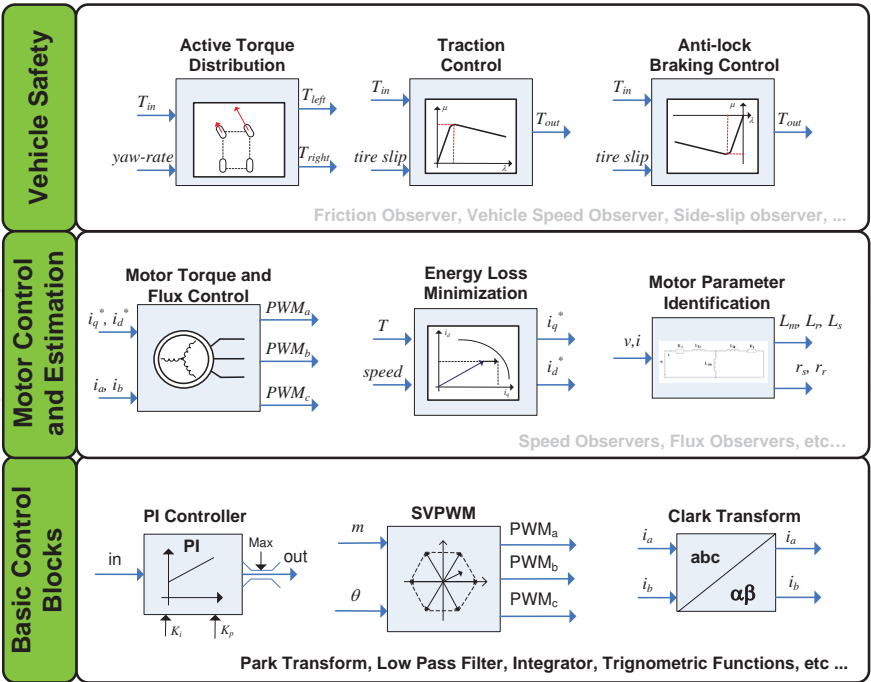 Vehicle Safety
Active Torque
Distribution
T_in
yaw-rate
T_left
T_right
Traction
Control
T_in
tire slip
μ
λ
T_out
Anti-lock
Braking Control
T_in
tire slip
μ
λ
T_out
Friction Observer, Vehicle Speed Observer, Side-slip observer, ...
Motor Control
and Estimation
Motor Torque and
Flux Control
i_q^*, i_d^*
i_a, i_b
PWM_a
PWM_b
PWM_c
Energy Loss
Minimization
T
speed
i_d
i_q
i_q^*
i_d^*
Motor Parameter
Identification
v,i
L_m, L_r, L_s
r_s, r_r
Speed Observers, Flux Observers, etc...
Basic Control
Blocks
PI Controller
in
PI
Max
out
K_i
K_p
SVPWM
m
θ
PWM_a
PWM_b
PWM_c
Clark Transform
i_a
i_b
abc
αβ
i_a
i_b
Park Transform, Low Pass Filter, Integrator, Trignometric Functions, etc ...